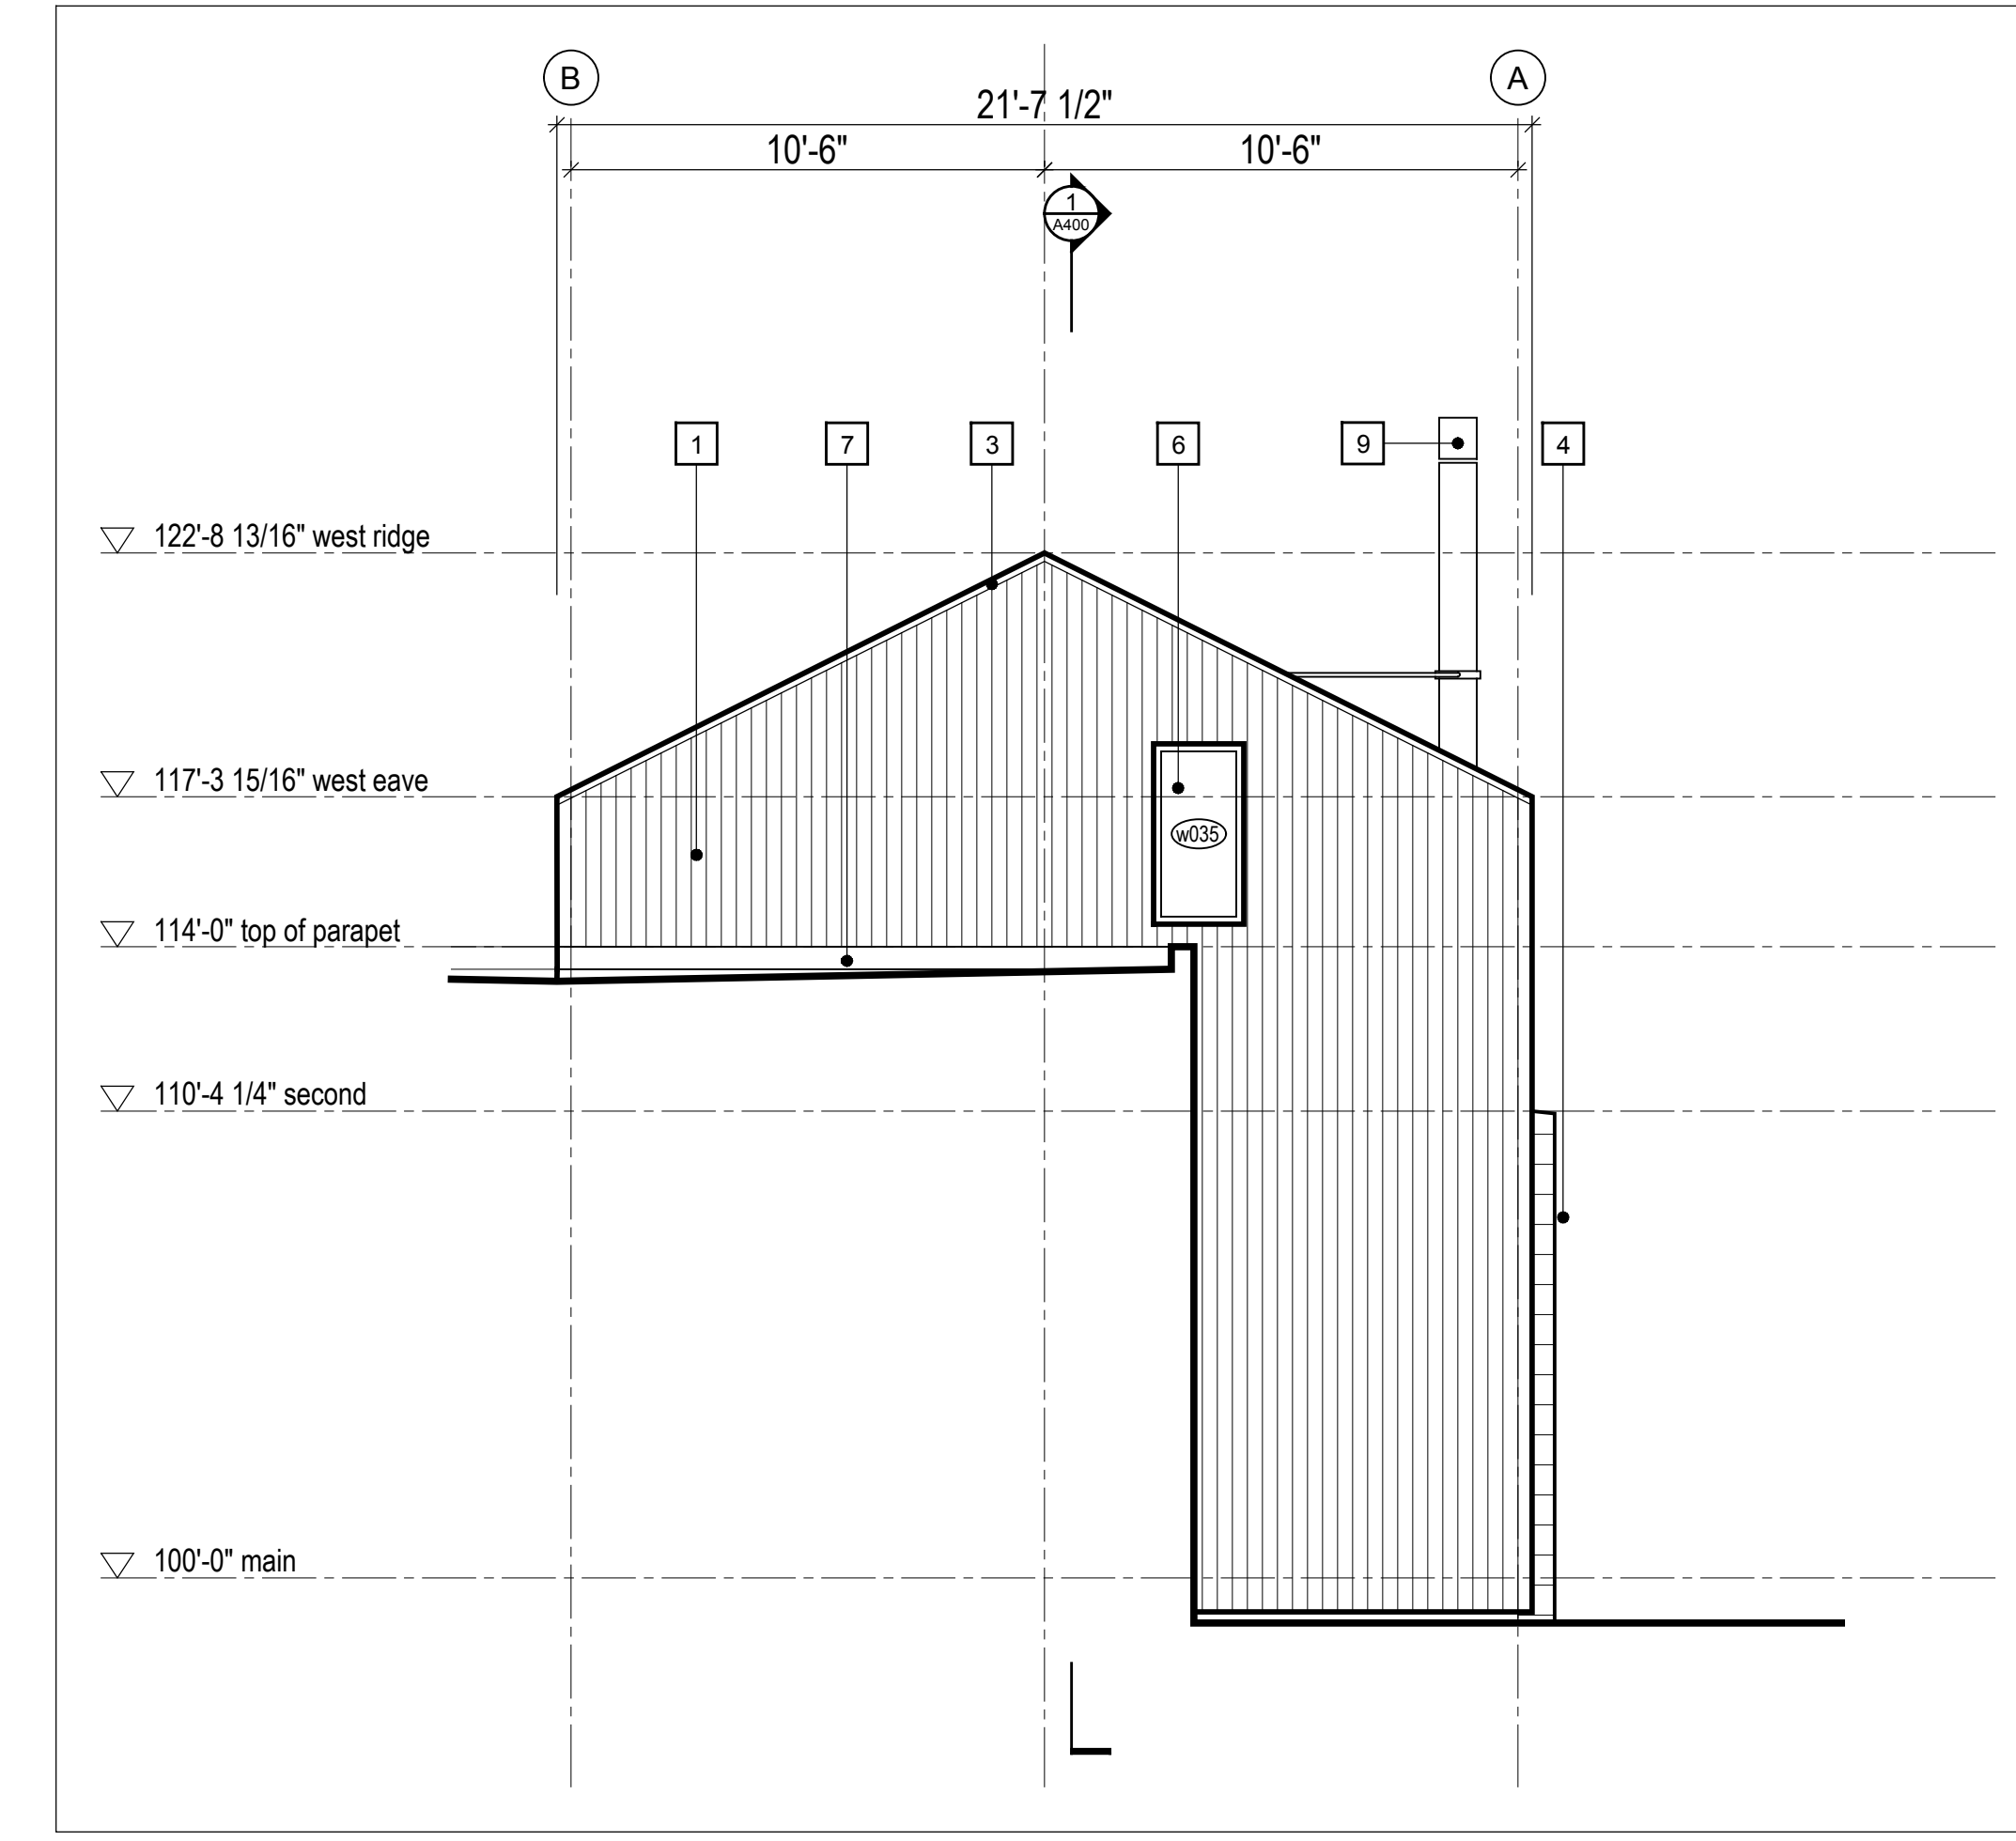 B
A
21'-7 1/2"
10'-6"
10'-6"
1
A400
1
7
3
6
9
4
122'-8 13/16" west ridge
117'-3 15/16" west eave
w035
114'-0" top of parapet
110'-4 1/4" second
100'-0" main